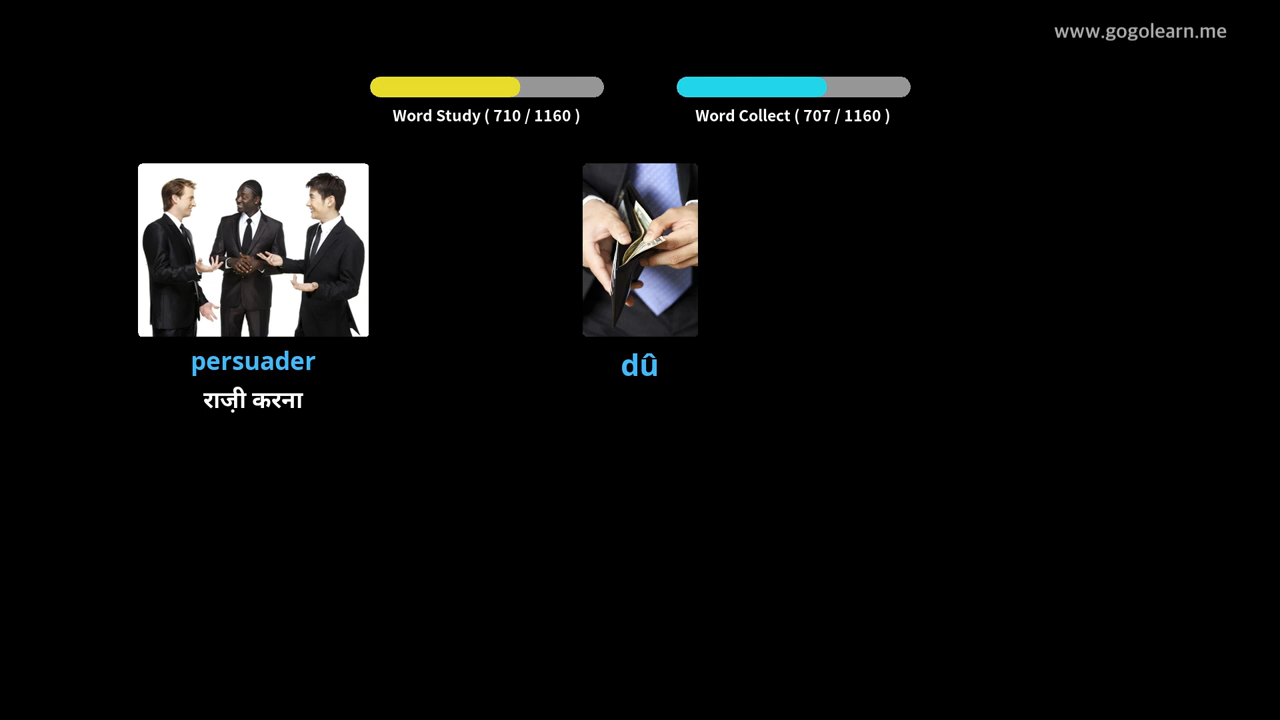 www.gogolearn.me
Word Study ( 710 / 1160 )
Word Collect ( 707 / 1160 )
persuader
राज़ी करना
dû